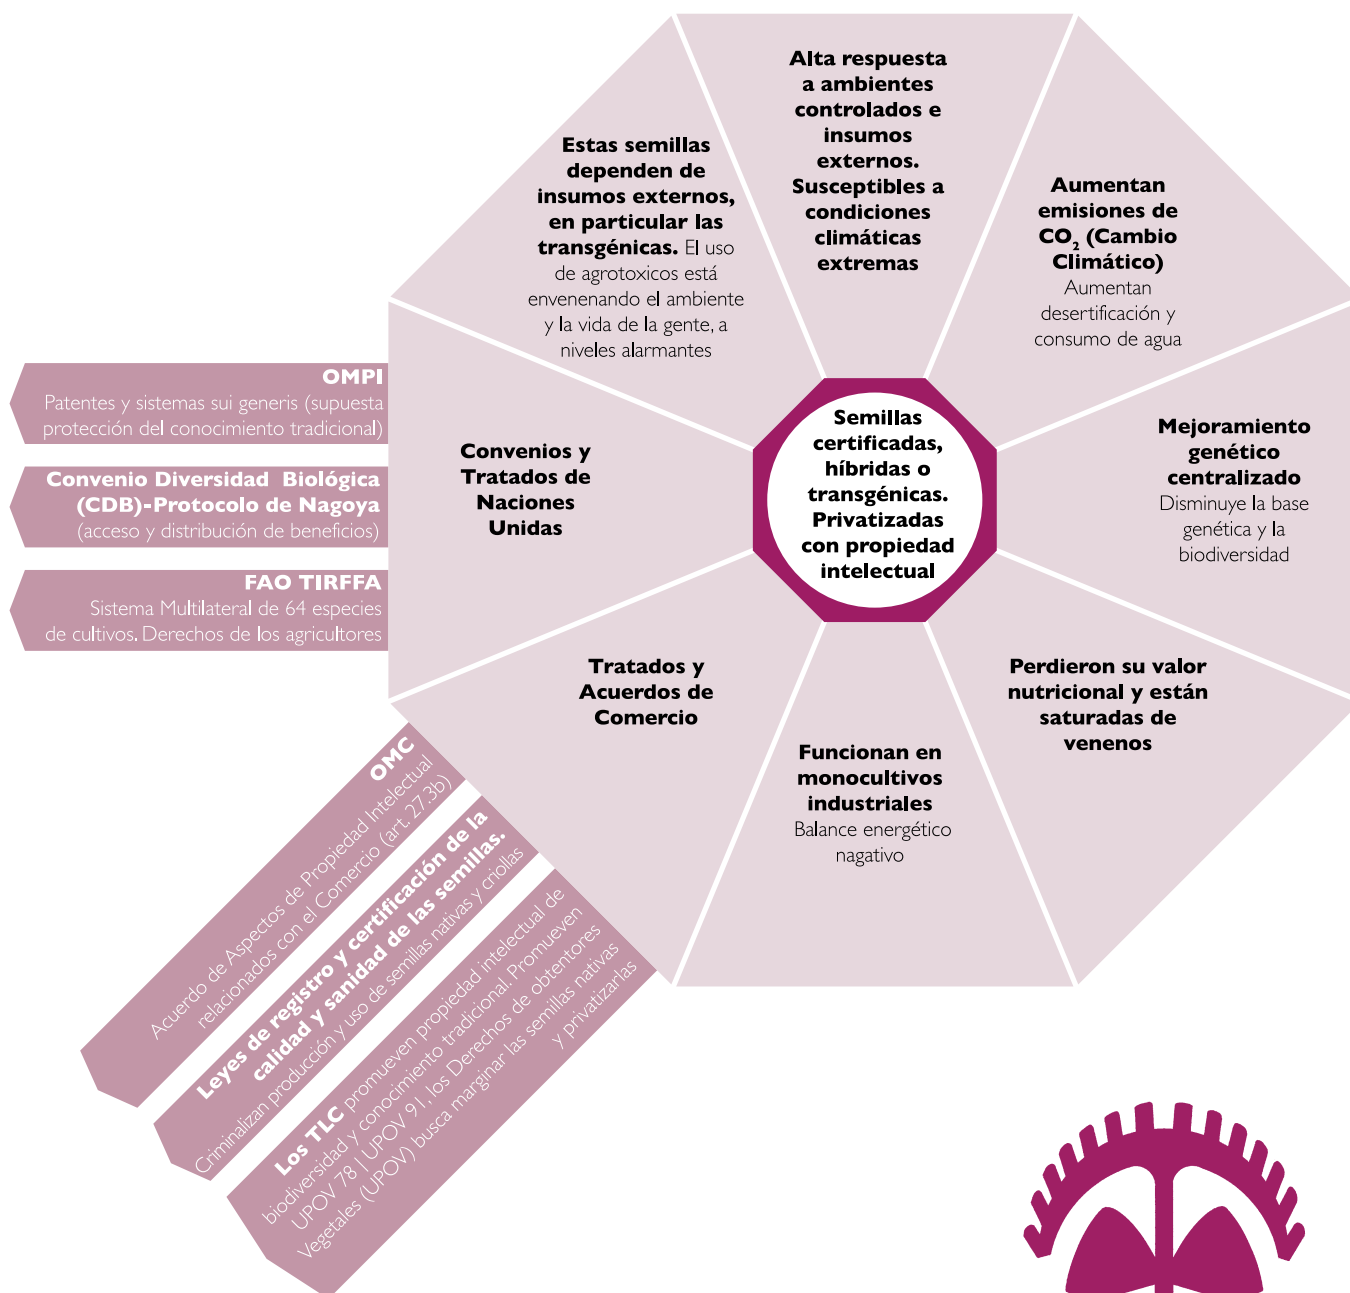 Alta respuesta
a ambientes
controlados e
insumos
externos.
Susceptibles a
condiciones
climáticas
extremas
Estas semillas
dependen de
insumos externos,
en particular las
transgénicas. El uso
de agrotoxicos está
envenenando el ambiente
y la vida de la gente, a
niveles alarmantes
Aumentan
emisiones de
CO₂ (Cambio
Climático)
Aumentan
desertificación y
consumo de agua
OMPI
Patentes y sistemas sui generis (supuesta
protección del conocimiento tradicional)
Convenio Diversidad Biológica
(CDB)-Protocolo de Nagoya
(acceso y distribución de beneficios)
FAO TIRFFA
Sistema Multilateral de 64 especies
de cultivos. Derechos de los agricultores
Convenios y
Tratados de
Naciones
Unidas
Semillas
certificadas,
híbridas o
transgénicas.
Privatizadas
con propiedad
intelectual
Mejoramiento
genético
centralizado
Disminuye la base
genética y la
biodiversidad
Tratados y
Acuerdos de
Comercio
Perdieron su valor
nutricional y están
saturadas de
venenos
Funcionan en
monocultivos
industriales
Balance energético
nagativo
OMC
Acuerdo de Aspectos de Propiedad Intelectual
relacionados con el Comercio (art. 27.3b)
Leyes de registro y certificación de la
calidad y sanidad de las semillas.
Criminalizan producción y uso de semillas nativas y criollas
Los TLC promueven propiedad intelectual de
biodiversidad y conocimiento tradicional. Promueven
UPOV 78 | UPOV 91, los Derechos de obtentores
Vegetales (UPOV) busca marginar las semillas nativas
y privatizarlas